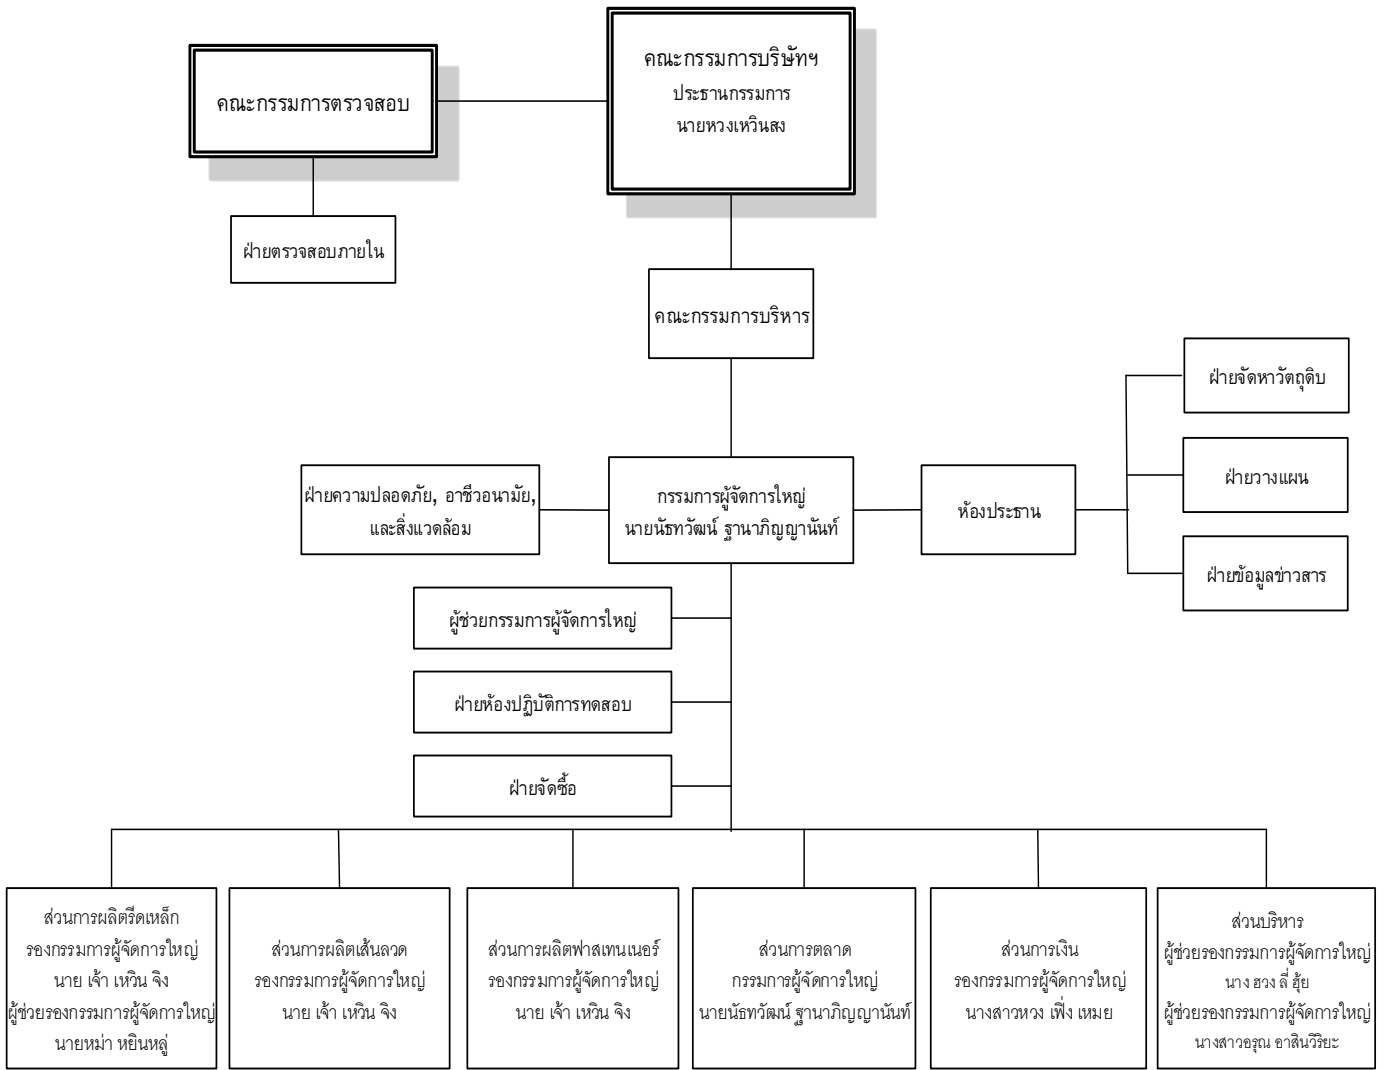 คณะกรรมการบริษัทฯ
ประธานกรรมการ
นายหวงเหวินสง
คณะกรรมการตรวจสอบ
ฝ่ายตรวจสอบภายใน
คณะกรรมการบริหาร
ฝ่ายจัดหาวัตถุดิบ
ฝ่ายวางแผน
ฝ่ายข้อมูลข่าวสาร
ฝ่ายความปลอดภัย, อาชีวอนามัย,
และสิ่งแวดล้อม
กรรมการผู้จัดการใหญ่
นายนัธทวัฒน์ ฐานาภิญญานันท์
ห้องประธาน
ผู้ช่วยกรรมการผู้จัดการใหญ่
ฝ่ายห้องปฏิบัติการทดสอบ
ฝ่ายจัดซื้อ
ส่วนการผลิตรีดเหล็ก
รองกรรมการผู้จัดการใหญ่
นาย เจ้า เหวิน จิง
ผู้ช่วยรองกรรมการผู้จัดการใหญ่
นายหม่า หยินหลู่
ส่วนการผลิตเส้นลวด
รองกรรมการผู้จัดการใหญ่
นาย เจ้า เหวิน จิง
ส่วนการผลิตฟาสเทนเนอร์
รองกรรมการผู้จัดการใหญ่
นาย เจ้า เหวิน จิง
ส่วนการตลาด
กรรมการผู้จัดการใหญ่
นายนัธทวัฒน์ ฐานาภิญญานันท์
ส่วนการเงิน
รองกรรมการผู้จัดการใหญ่
นางสาวหวง เฟิ่ง เหมย
ส่วนบริหาร
ผู้ช่วยรองกรรมการผู้จัดการใหญ่
นาง ฮวง ลี่ ฮุ้ย
ผู้ช่วยรองกรรมการผู้จัดการใหญ่
นางสาวอรุณ อาสินวิริยะ